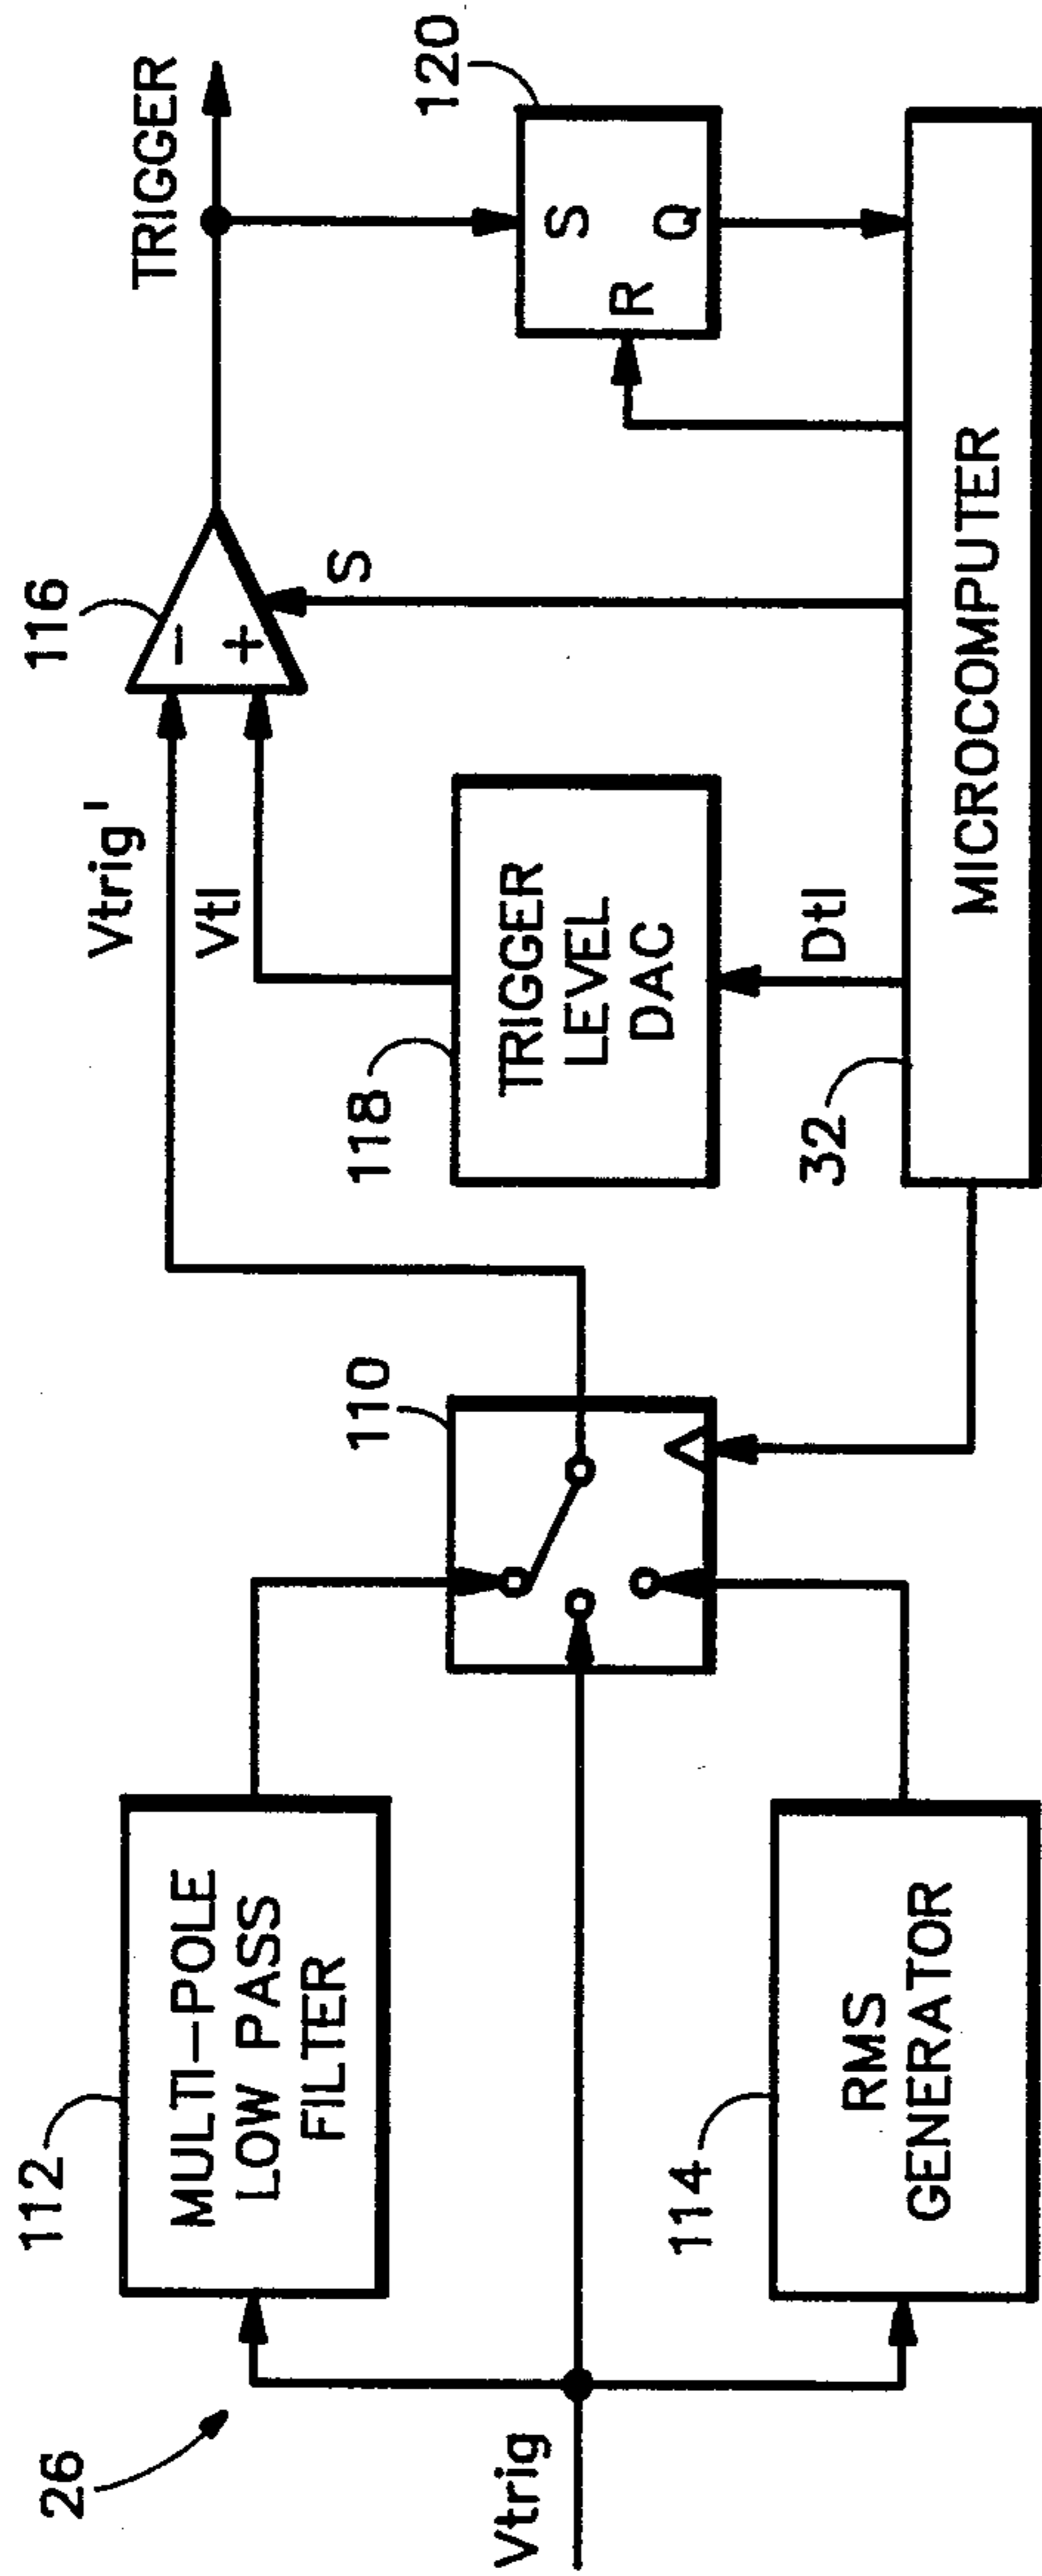 26
Vtrig
112
MULTI-POLE
LOW PASS
FILTER
114
RMS
GENERATOR
110
Vtrig'
Vtl
118
TRIGGER
LEVEL
DAC
Dtl
32
MICROCOMPUTER
116
−
+
S
TRIGGER
120
S
R
Q